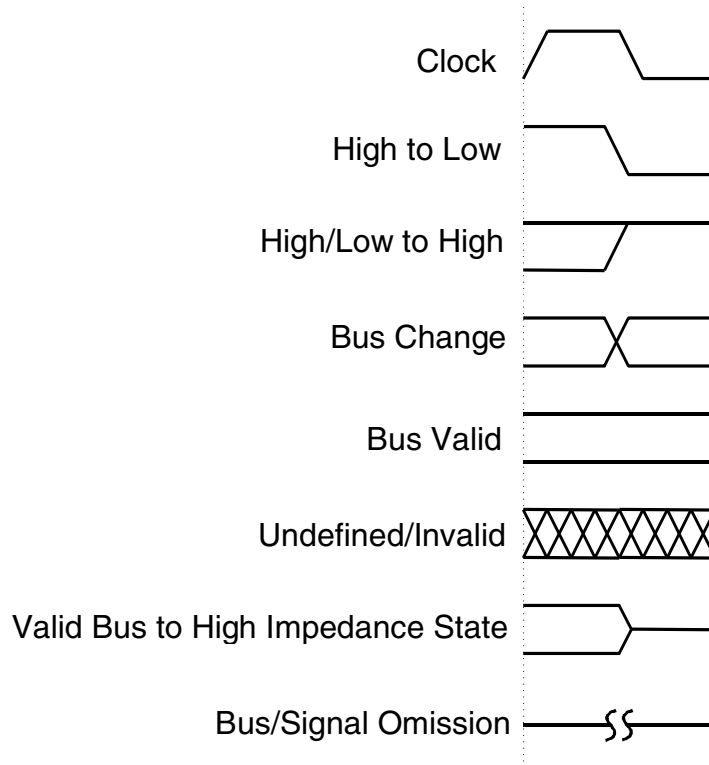 Clock
High to Low
High/Low to High
Bus Change
Bus Valid
Undefined/Invalid
Valid Bus to High Impedance State
Bus/Signal Omission